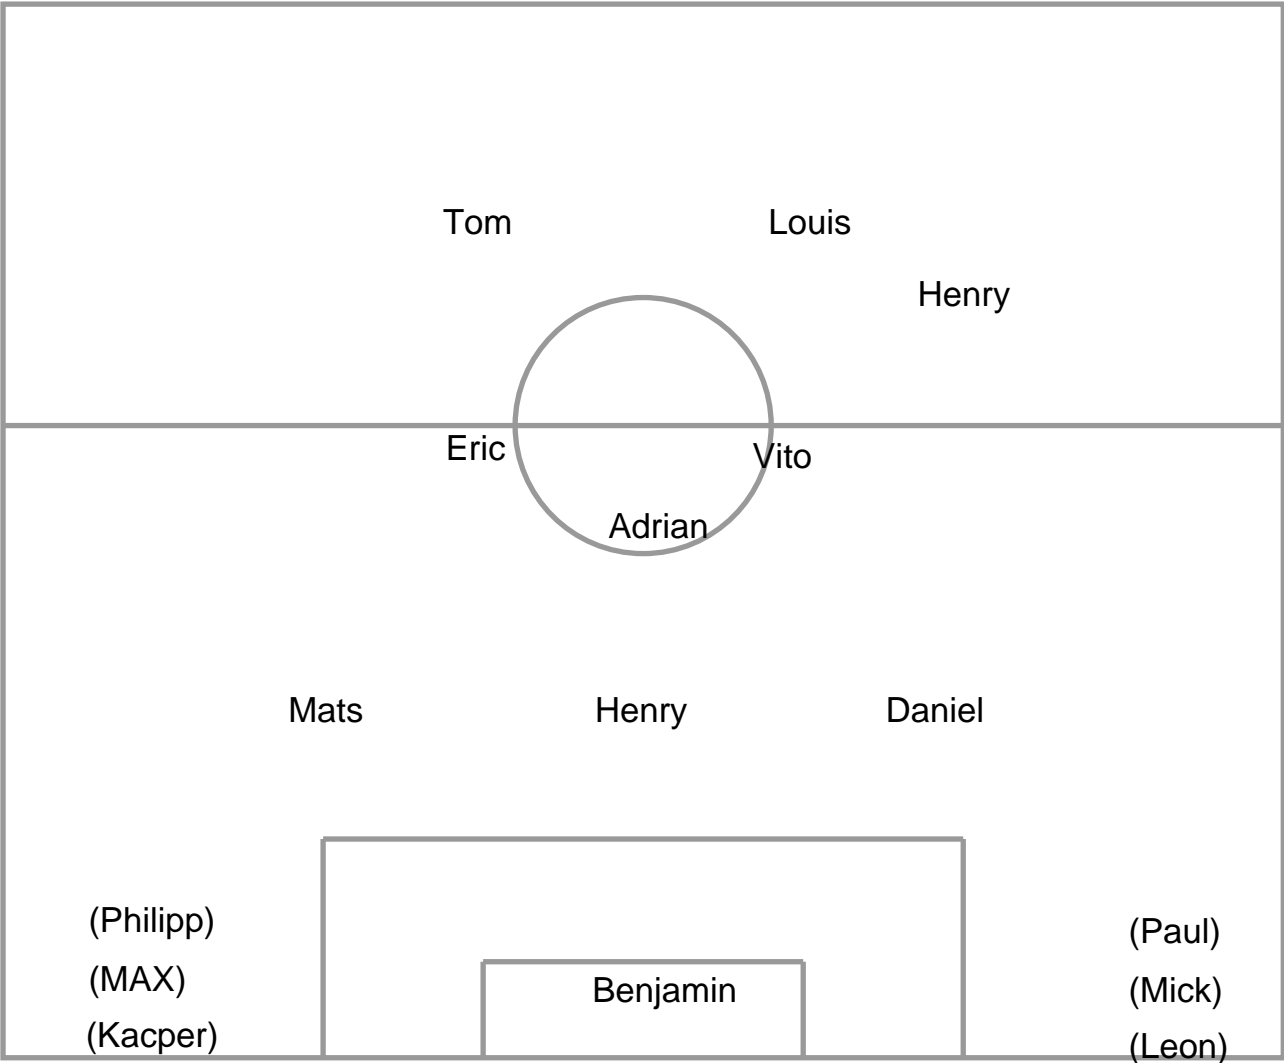 Tom Louis
Henry
Eric
Vito
Adrian
Mats Henry Daniel
(Philipp)
(Paul)
(MAX)
(Mick)
Benjamin
(Kacper)
(Leon)